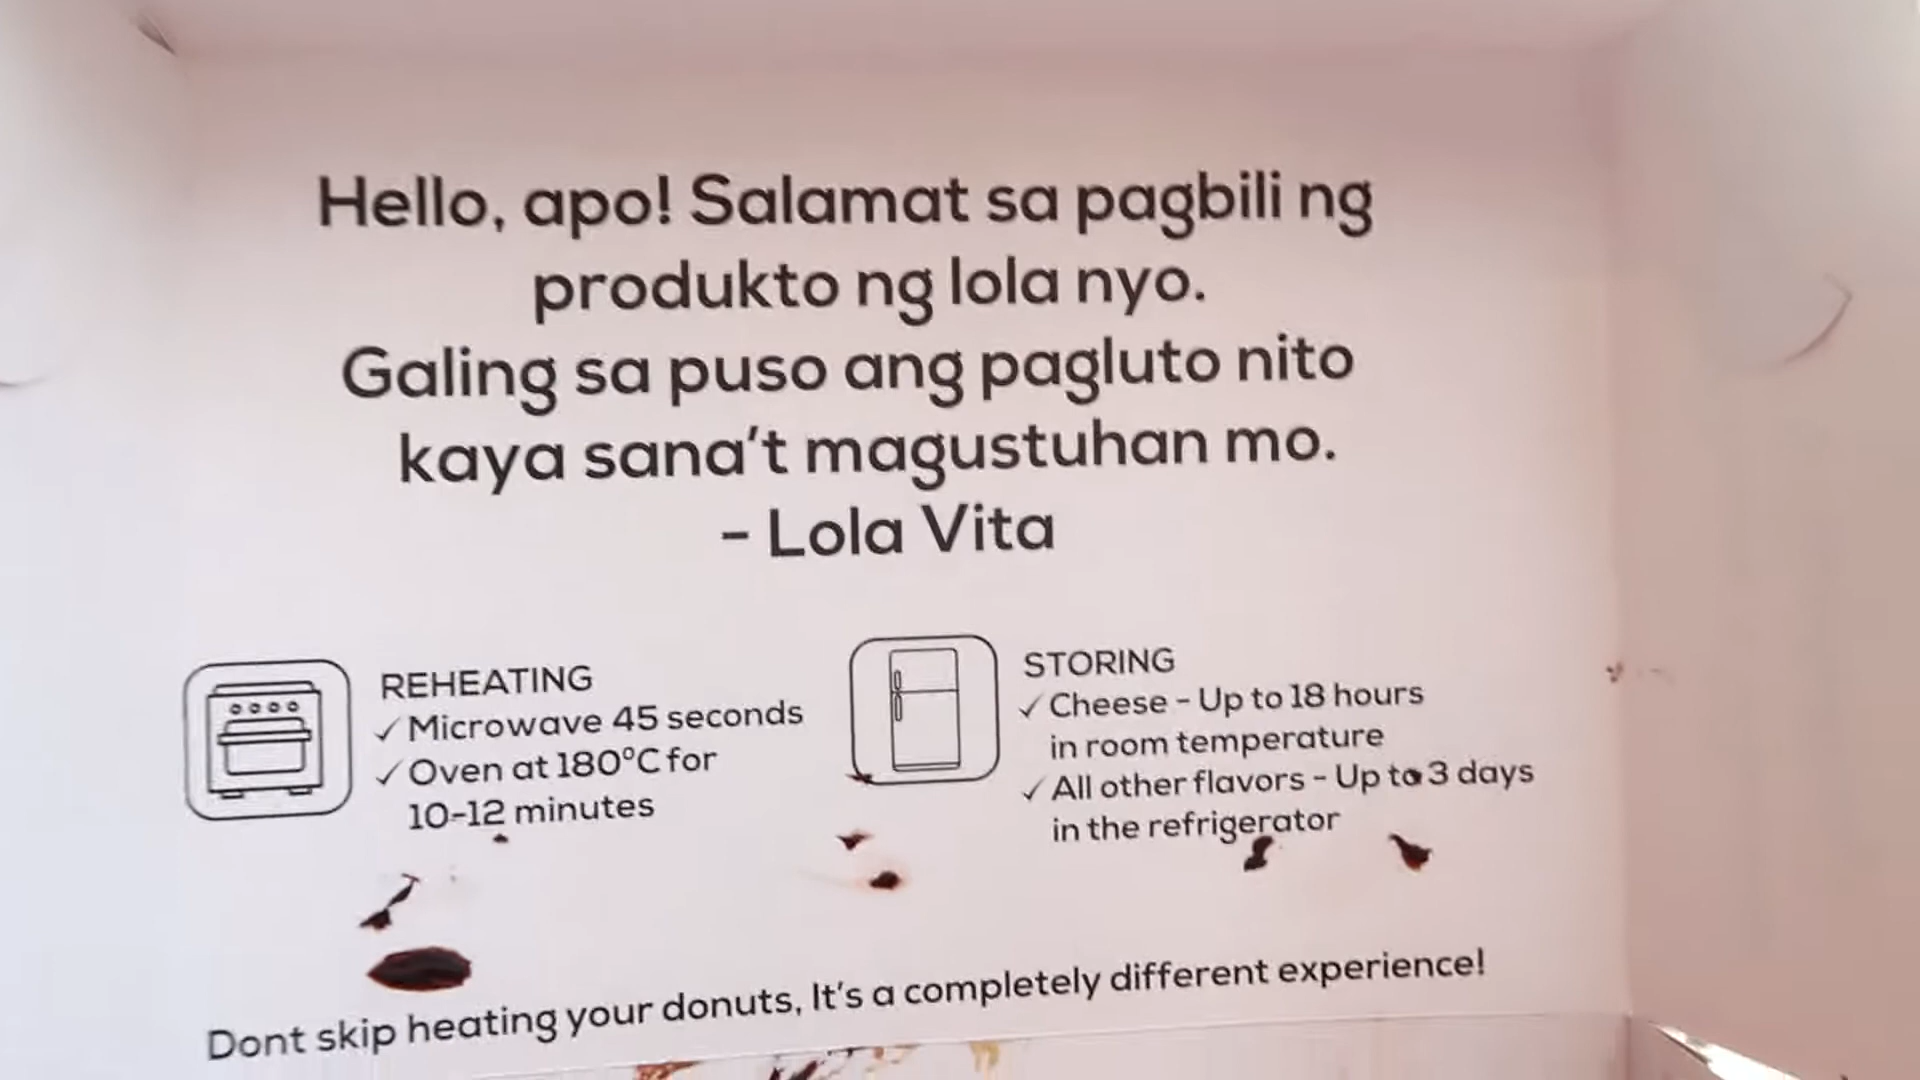 Hello, apo! Salamat sa pagbili ng
produkto ng lola nyo.
Galing sa puso ang pagluto nito
kaya sana't magustuhan mo.
- Lola Vita
REHEATING
✓ Microwave 45 seconds
✓ Oven at 180°C for
10-12 minutes
STORING
✓ Cheese - Up to 18 hours
in room temperature
✓ All other flavors - Up to 3 days
in the refrigerator
Dont skip heating your donuts, It's a completely different experience!